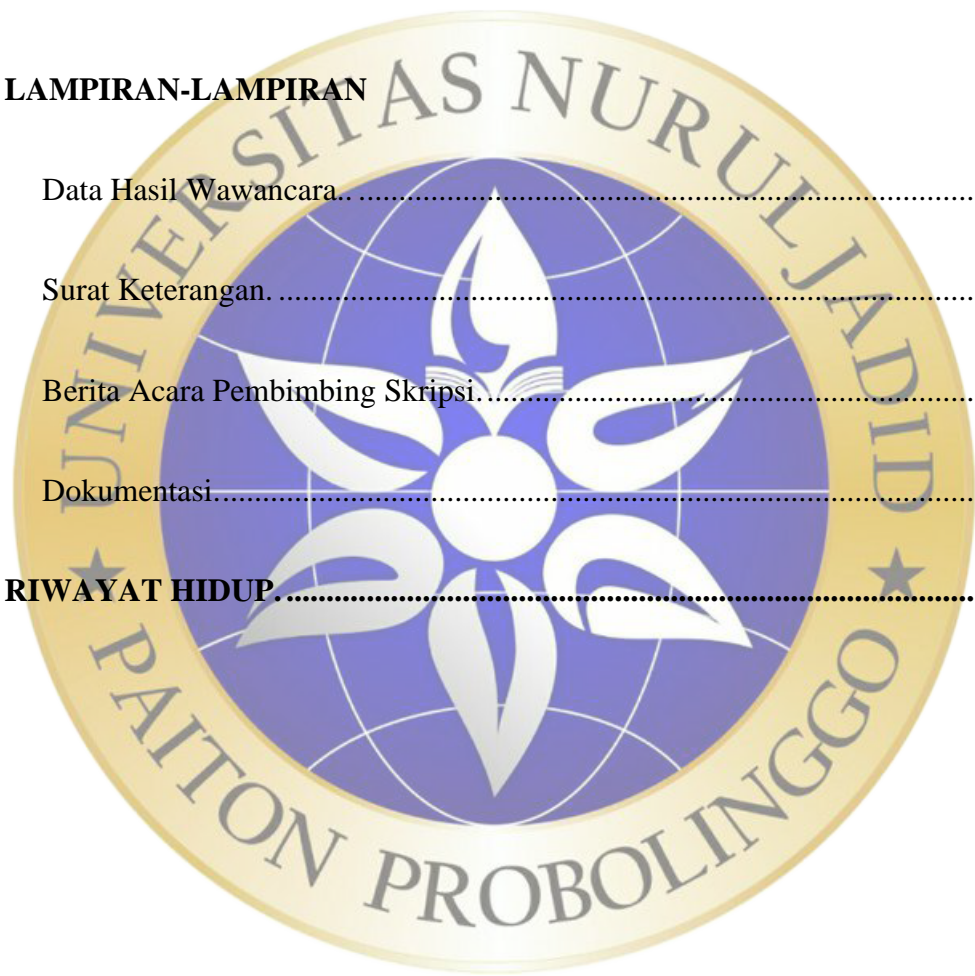 LAMPIRAN-LAMPIRAN
Data Hasil Wawancara.. ..............................................................................
Surat Keterangan. .......................................................................................
Berita Acara Pembimbing Skripsi. .............................................................
Dokumentasi................................................................................................
RIWAYAT HIDUP. ......................................................................................
UNIVERSITAS NURUL JADID
★ PAITON PROBOLINGGO ★